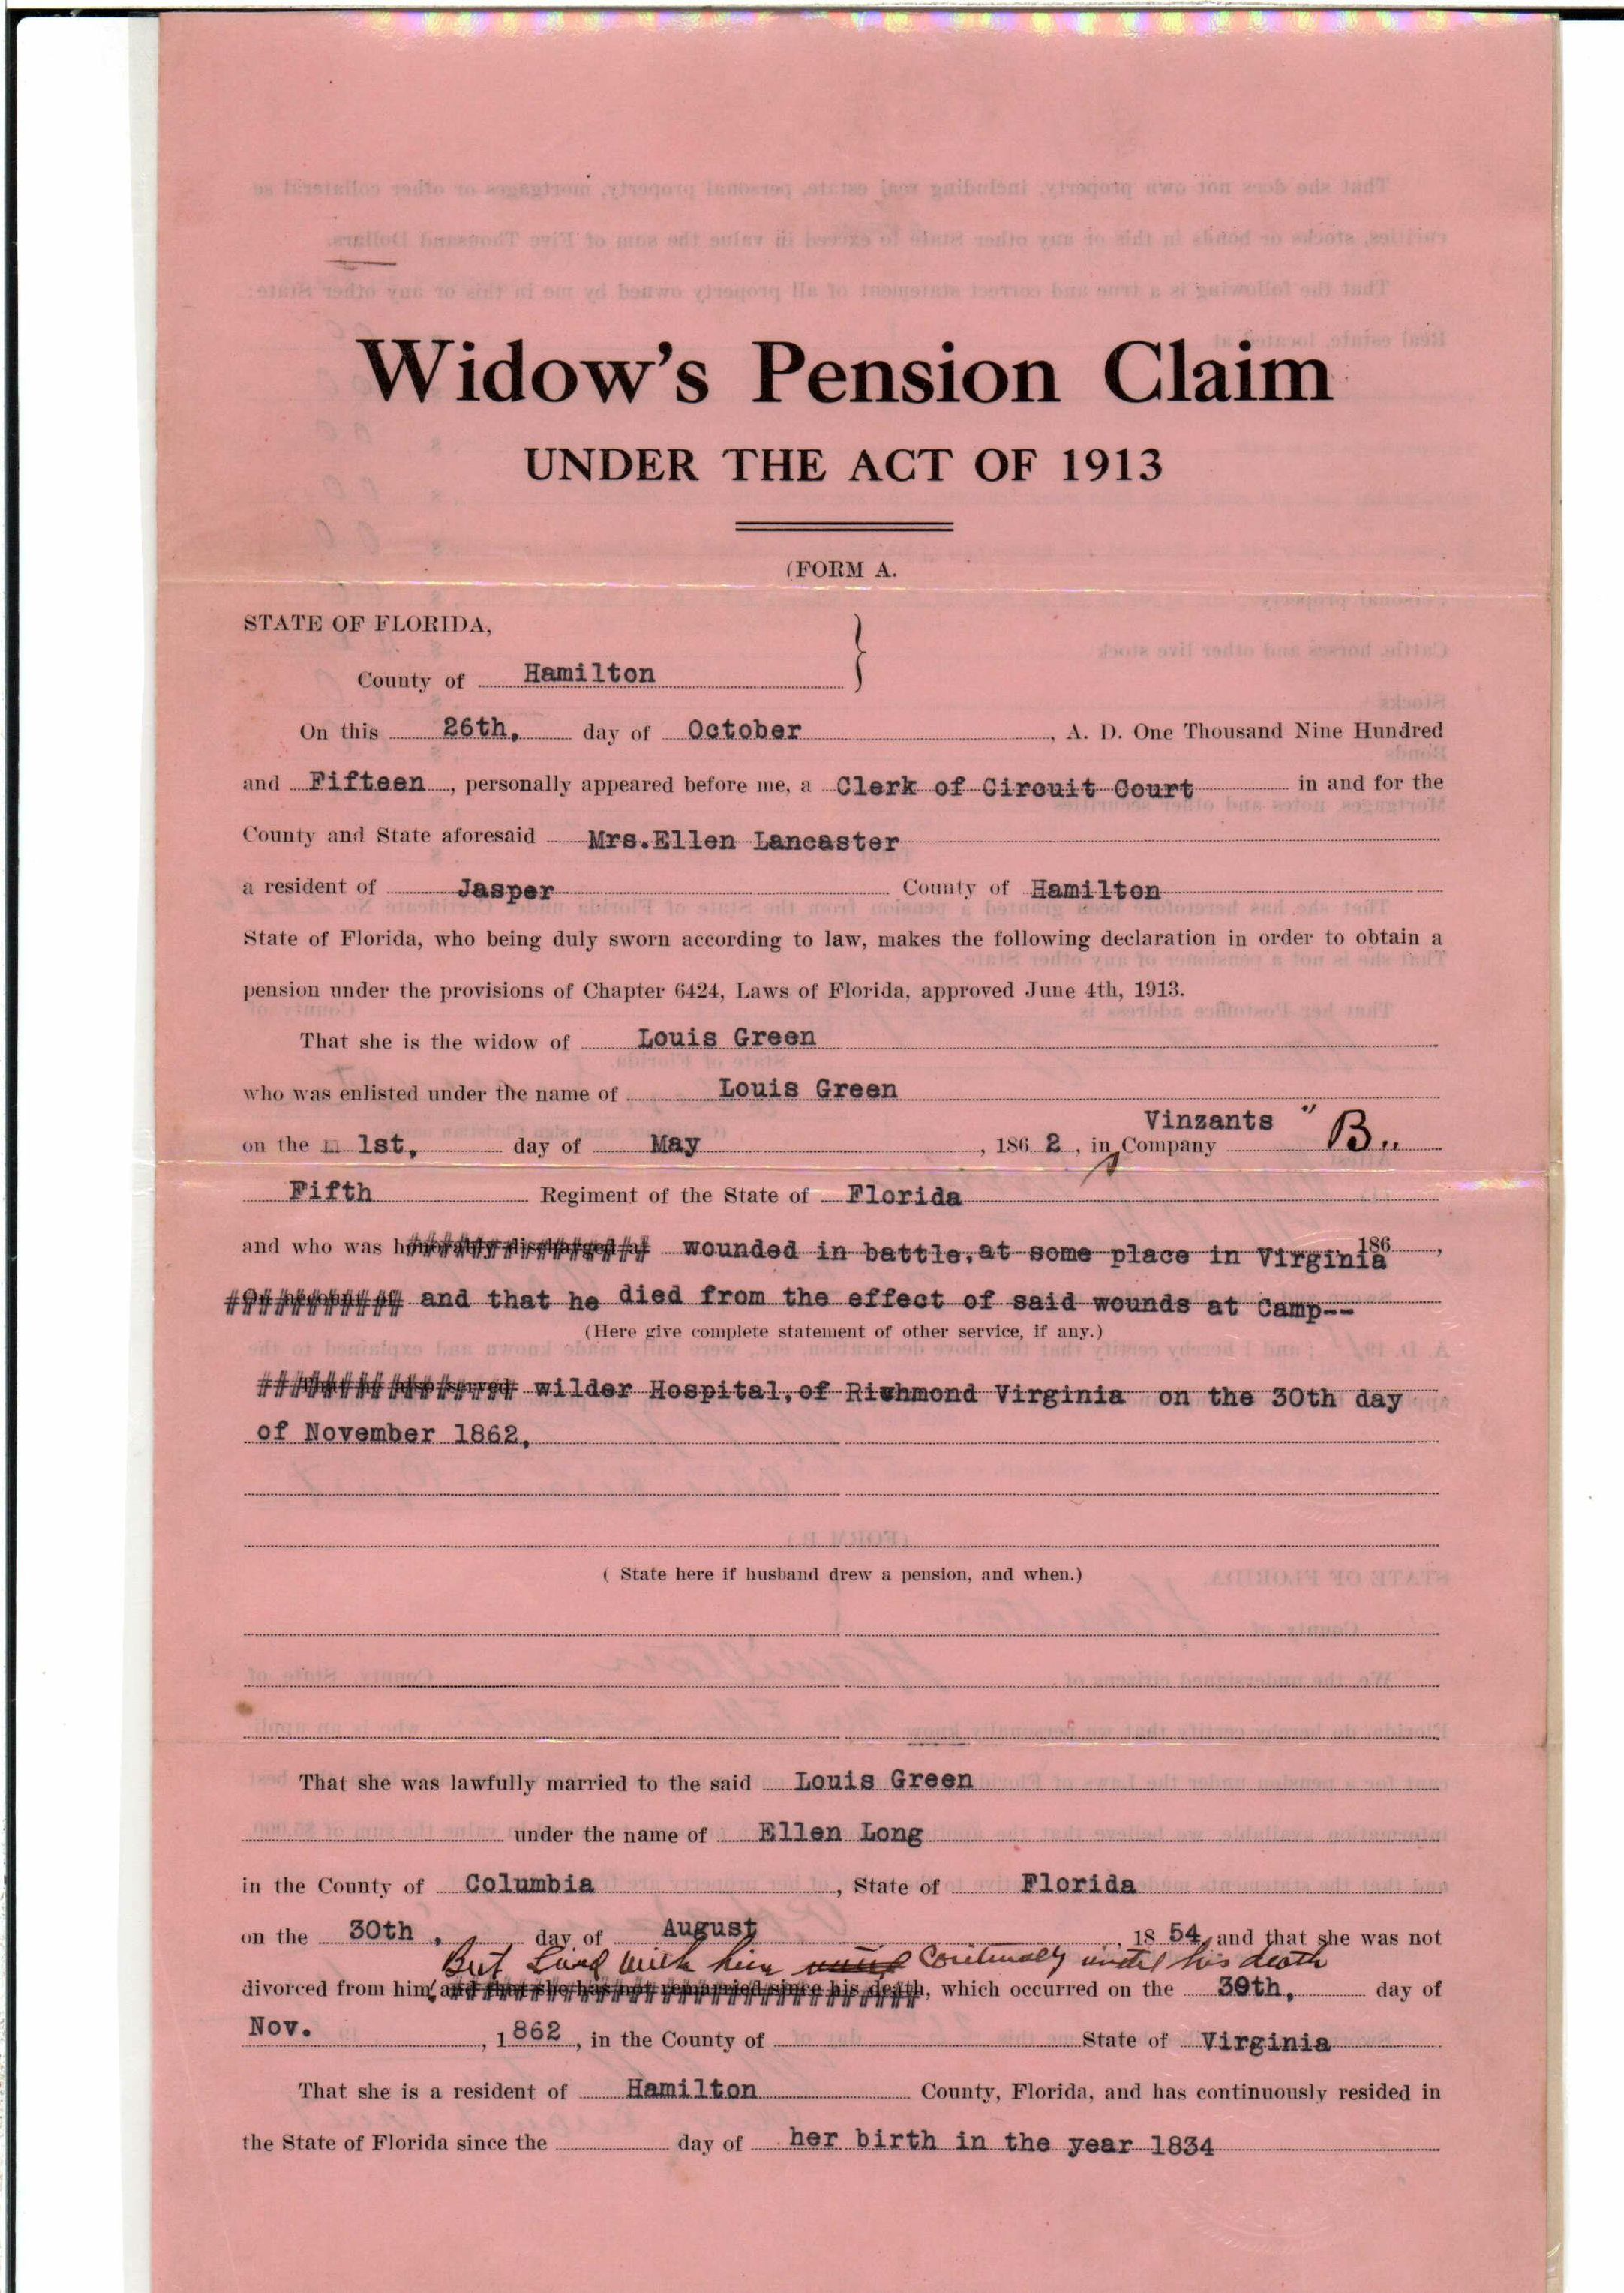 Widow's Pension Claim
UNDER THE ACT OF 1913
(FORM A.
STATE OF FLORIDA,
County of Hamilton
On this 26th, day of October, A. D. One Thousand Nine Hundred
and Fifteen, personally appeared before me, a Clerk of Circuit Court in and for the
County and State aforesaid Mrs.Ellen Lancaster
a resident of Jasper County of Hamilton
State of Florida, who being duly sworn according to law, makes the following declaration in order to obtain a
pension under the provisions of Chapter 6424, Laws of Florida, approved June 4th, 1913.
That she is the widow of Louis Green
who was enlisted under the name of Louis Green
Vinzants
on the 1st, day of May, 1862, in Company "B"
Fifth Regiment of the State of Florida
and who was wounded in battle, at some place in Virginia 186 ,
and that he died from the effect of said wounds at Camp--
(Here give complete statement of other service, if any.)
wilder Hospital, of Richmond Virginia on the 30th day
of November 1862,
( State here if husband drew a pension, and when.)
That she was lawfully married to the said Louis Green
under the name of Ellen Long
in the County of Columbia, State of Florida
on the 30th, day of August, 1854, and that she was not
But Lived with him until Continually until his death
divorced from him, and that she has not remarried since his death, which occurred on the 30th, day of
Nov., 1862, in the County of State of Virginia
That she is a resident of Hamilton County, Florida, and has continuously resided in
the State of Florida since the day of her birth in the year 1834